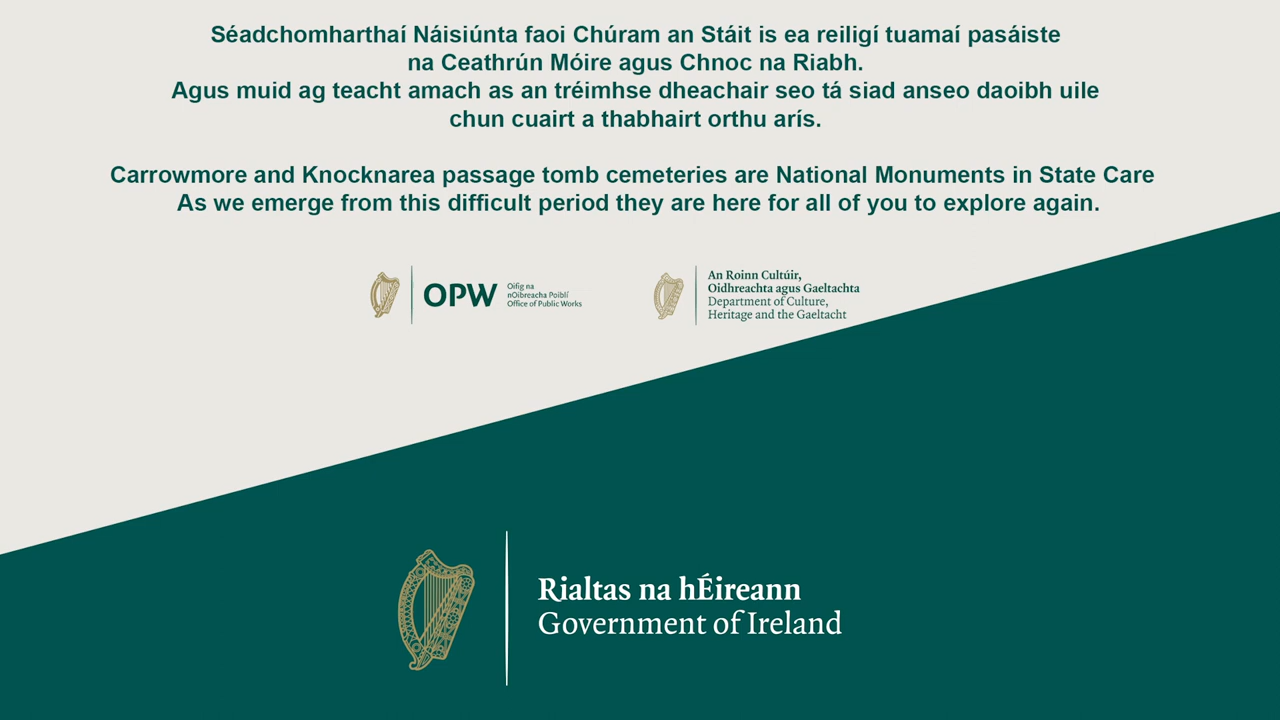 Séadchomharthaí Náisiúnta faoi Chúram an Stáit is ea reiligí tuamaí pasáiste
na Ceathrún Móire agus Chnoc na Riabh.
Agus muid ag teacht amach as an tréimhse dheachair seo tá siad anseo daoibh uile
chun cuairt a thabhairt orthu arís.
Carrowmore and Knocknarea passage tomb cemeteries are National Monuments in State Care
As we emerge from this difficult period they are here for all of you to explore again.
OPW
Oifig na
nOibreacha Poiblí
Office of Public Works
An Roinn Cultúir,
Oidhreachta agus Gaeltachta
Department of Culture,
Heritage and the Gaeltacht
Rialtas na hÉireann
Government of Ireland